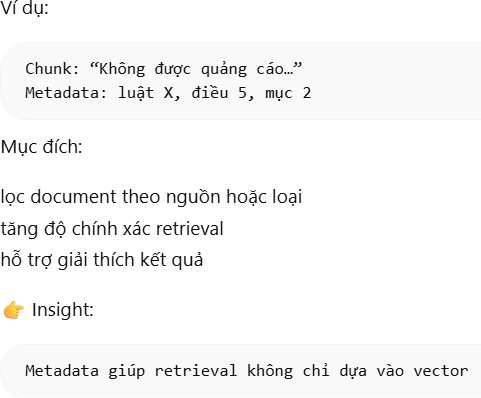 Ví dụ:
Chunk: “Không được quảng cáo…”
Metadata: luật X, điều 5, mục 2
Mục đích:
lọc document theo nguồn hoặc loại
tăng độ chính xác retrieval
hỗ trợ giải thích kết quả
👉 Insight:
Metadata giúp retrieval không chỉ dựa vào vector